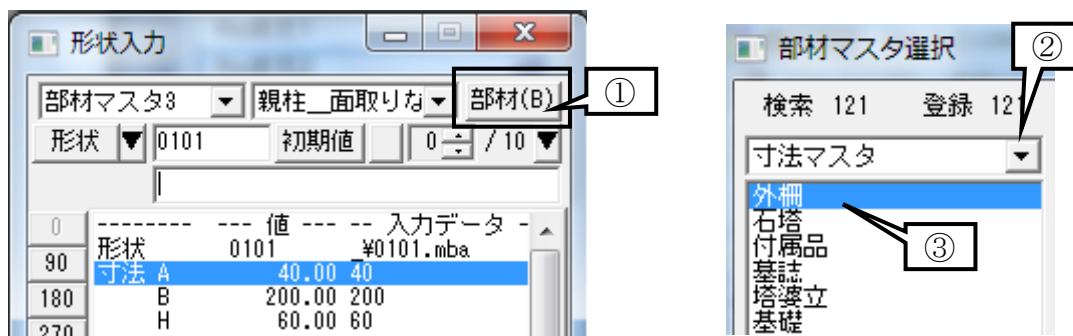 形状入力
部材マスタ3 親柱__面取りな 部材(B)
①
形状 0101 初期値 0 / 10
0 -------- --- 値 --- -- 入力データ -
形状 0101 _¥0101.mba
90 寸法 A 40.00 40
180 B 200.00 200
270 H 60.00 60
部材マスタ選択
②
検索 121 登録 121
寸法マスタ
外柵
石塔
付属品
③
墓誌
塔婆立
基礎